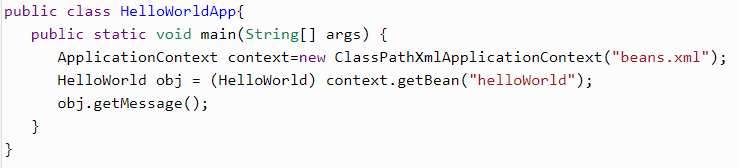 public class HelloWorldApp{
public static void main(String[] args) {
ApplicationContext context=new ClassPathXmlApplicationContext("beans.xml");
HelloWorld obj = (HelloWorld) context.getBean("helloWorld");
obj.getMessage();
}
}